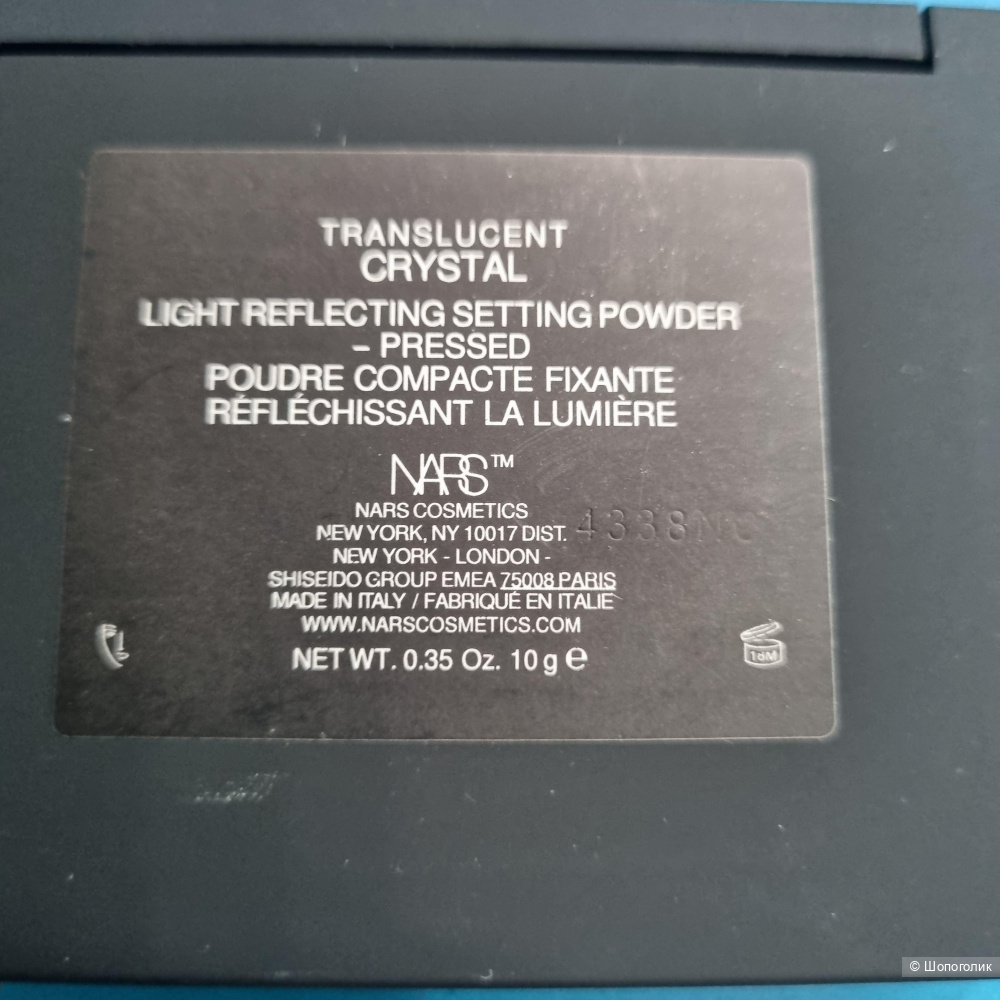 TRANSLUCENT
CRYSTAL
LIGHT REFLECTING SETTING POWDER
– PRESSED
POUDRE COMPACTE FIXANTE
RÉFLÉCHISSANT LA LUMIÈRE
NARS™
NARS COSMETICS
NEW YORK, NY 10017 DIST.
NEW YORK - LONDON -
SHISEIDO GROUP EMEA 75008 PARIS
MADE IN ITALY / FABRIQUÉ EN ITALIE
WWW.NARSCOSMETICS.COM
NET WT. 0.35 Oz. 10 g e
18M
© Шопоголик